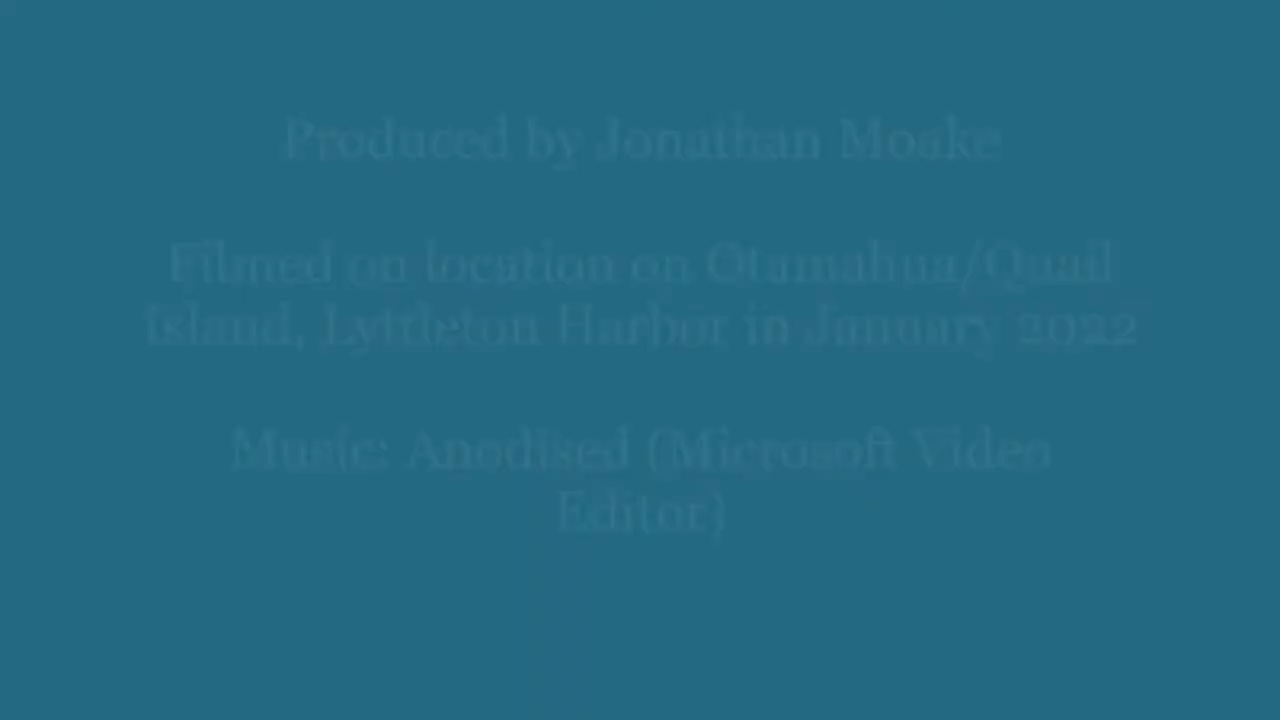 Produced by Jonathan Moake
Filmed on location on Otamahua/Quail
Island, Lyttleton Harbor in January 2022
Music: Anodised (Microsoft Video
Editor)